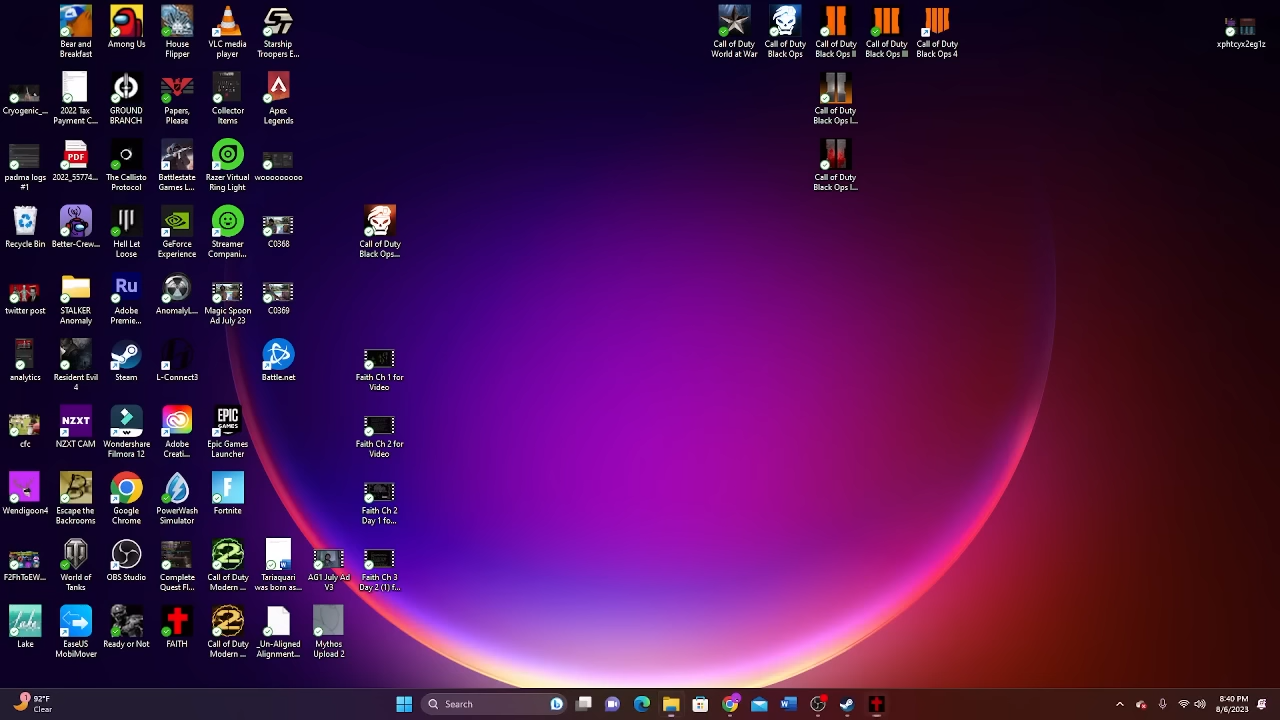 Bear and
Breakfast
Among Us
House
Flipper
VLC media
player
Starship
Troopers E...
Call of Duty
World at War
Call of Duty
Black Ops
Call of Duty
Black Ops II
Call of Duty
Black Ops III
Call of Duty
Black Ops 4
xphtcyx2eg1z
Cryogenic_...
2022 Tax
Payment C...
GROUND
BRANCH
Papers,
Please
Collector
Items
Apex
Legends
Call of Duty
Black Ops I...
padma logs
#1
PDF
2022_55774...
The Callisto
Protocol
Battlestate
Games L...
Razer Virtual
Ring Light
wooooooooo
Call of Duty
Black Ops I...
Recycle Bin
Better-Crew...
Hell Let
Loose
GeForce
Experience
Streamer
Compani...
C0368
Call of Duty
Black Ops...
twitter post
STALKER
Anomaly
Ru
Adobe
Premie...
AnomalyL...
Magic Spoon
Ad July 23
C0369
analytics
Resident Evil
4
Steam
L-Connect3
Battle.net
Faith Ch 1 for
Video
cfc
NZXT
NZXT CAM
Wondershare
Filmora 12
Adobe
Creati...
EPIC
GAMES
Epic Games
Launcher
Faith Ch 2 for
Video
Wendigoon4
Escape the
Backrooms
Google
Chrome
PowerWash
Simulator
F
Fortnite
Faith Ch 2
Day 1 fo...
F2FhToEW...
World of
Tanks
OBS Studio
Complete
Quest Fl...
2
Call of Duty
Modern ...
Tariaquari
was born as...
AG1 July Ad
V3
Faith Ch 3
Day 2 (1) f...
Lake
EaseUS
MobiMover
Ready or Not
FAITH
2
Call of Duty
Modern ...
_Un-Aligned
Alignment...
Mythos
Upload 2
1
92°F
Clear
Search
8:40 PM
8/6/2023